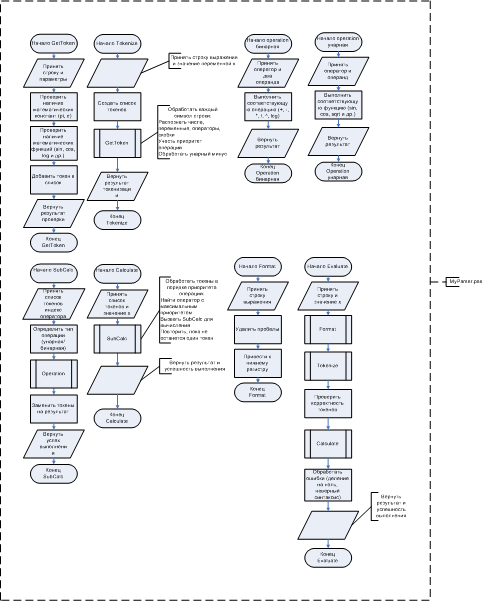 Начало GetToken
Принять
строку и
параметры
Проверить
наличие
математических
констант (pi, e)
Проверить
наличие
математических
функций (sin, cos,
log и др.)
Добавить токен в
список
Вернуть
результат
проверки
Конец
GetToken
Начало Tokenize
Принять строку выражения
и значение переменной x
Создать список
токенов
GetToken
Обработать каждый
символ строки:
Распознать числа,
переменные, операторы,
скобки
Учесть приоритет
операции
Обработать унарный минус
Вернуть
результат
токенизаци
и
Конец
Tokenize
Начало operation
бинарная
Принять
оператор и
два
операнда
Выполнить
соответствующу
ю операцию (+, -,
*, /, ^, log)
Вернуть
результат
Конец
Operation
бинарная
Начало operation
унарная
Принять
оператор и
операнд
Выполнить
соответствующу
ю функцию (sin,
cos, sqrt и др.)
Вернуть
результат
Конец
Operation
унарная
Начало SubCalc
Принять
список
токенов
индекс
оператора
Определить тип
операции
(унарная/
бинарная)
Operation
Заменить токены
на результат
Вернуть
успех
выполнени
я
Конец
SubCalc
Начало Calculate
Принять
список
токенов и
значение x
SubCalc
Обработать токены в
порядке приоритета
операций:
Найти оператор с
максимальным
приоритетом
Вызвать SubCalc для
вычисления
Повторить, пока не
останется один токен
Вернуть результат и
успешность выполнения
Конец
Calculate
Начало Format
Принять
строку
выражения
Удалить пробелы
Привести к
нижнему
регистру
Конец
Format
Начало Evaluate
Принять
строку и
значение x
Format
Tokenize
Проверить
корректность
токенов
Calculate
Обработать
ошибки (деление
на ноль,
неверный
синтаксис)
Вернуть
результат и
успешность
выполнения
Конец
Evaluate
MyParser.pas